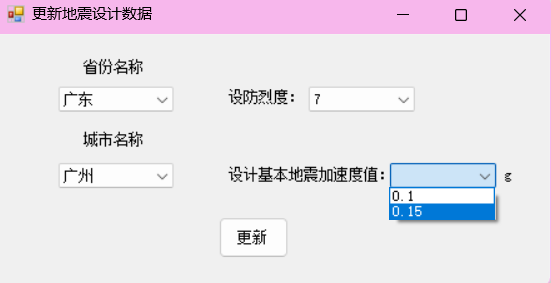 更新地震设计数据
省份名称
广东
设防烈度： 7
城市名称
广州
设计基本地震加速度值： g
0.1
0.15
更新